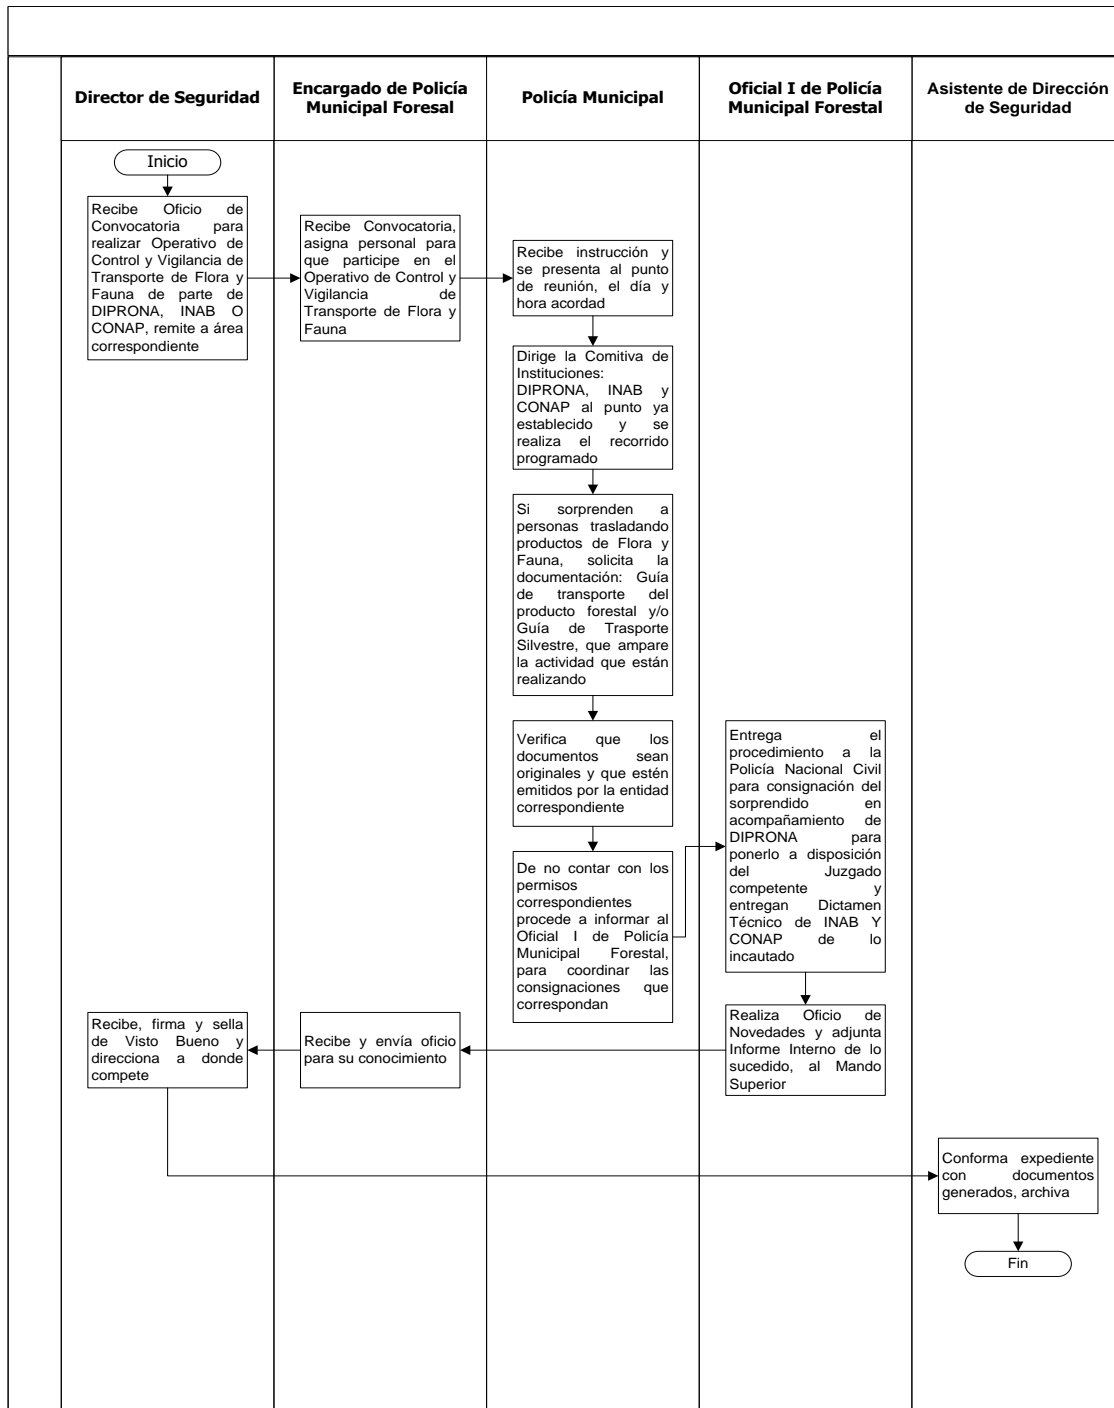 Director de Seguridad
Encargado de Policía
Municipal Foresal
Policía Municipal
Oficial I de Policía
Municipal Forestal
Asistente de Dirección
de Seguridad
Inicio
Recibe Oficio de
Convocatoria para
realizar Operativo de
Control y Vigilancia de
Transporte de Flora y
Fauna de parte de
DIPRONA, INAB O
CONAP, remite a área
correspondiente
Recibe Convocatoria,
asigna personal para
que participe en el
Operativo de Control y
Vigilancia de
Transporte de Flora y
Fauna
Recibe instrucción y
se presenta al punto
de reunión, el día y
hora acordad
Dirige la Comitiva de
Instituciones:
DIPRONA, INAB y
CONAP al punto ya
establecido y se
realiza el recorrido
programado
Si sorprenden a
personas trasladando
productos de Flora y
Fauna, solicita la
documentación: Guía
de transporte del
producto forestal y/o
Guía de Trasporte
Silvestre, que ampare
la actividad que están
realizando
Verifica que los
documentos sean
originales y que estén
emitidos por la entidad
correspondiente
De no contar con los
permisos
correspondientes
procede a informar al
Oficial I de Policía
Municipal Forestal,
para coordinar las
consignaciones que
correspondan
Entrega el
procedimiento a la
Policía Nacional Civil
para consignación del
sorprendido en
acompañamiento de
DIPRONA para
ponerlo a disposición
del Juzgado
competente y
entregan Dictamen
Técnico de INAB Y
CONAP de lo
incautado
Realiza Oficio de
Novedades y adjunta
Informe Interno de lo
sucedido, al Mando
Superior
Recibe y envía oficio
para su conocimiento
Recibe, firma y sella
de Visto Bueno y
direcciona a donde
compete
Conforma expediente
con documentos
generados, archiva
Fin